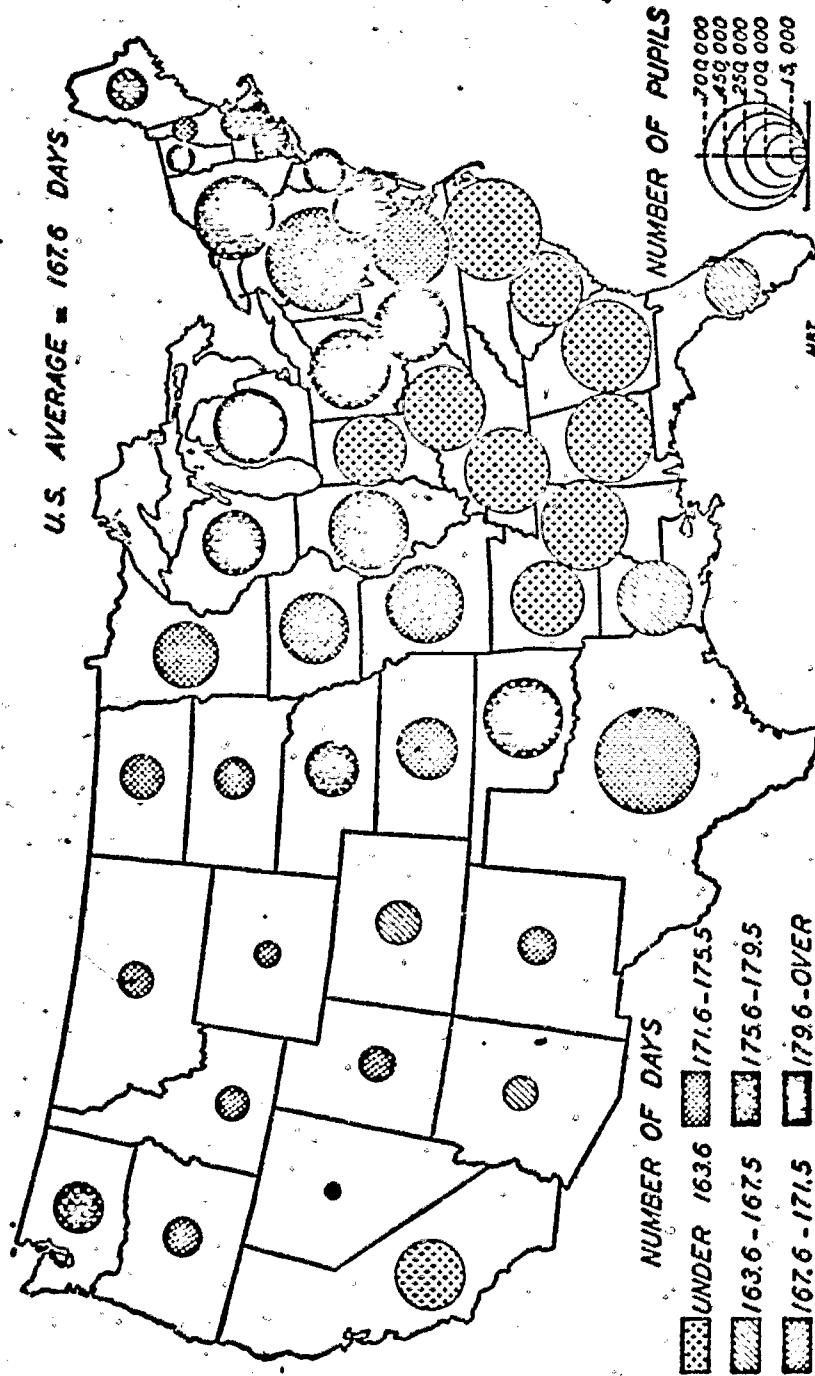 U.S. AVERAGE = 167.6 DAYS
NUMBER OF DAYS
UNDER 163.6
163.6-167.5
167.6-171.5
171.6-175.5
175.6-179.5
179.6-OVER
NUMBER OF PUPILS
700,000
450,000
250,000
100,000
15,000